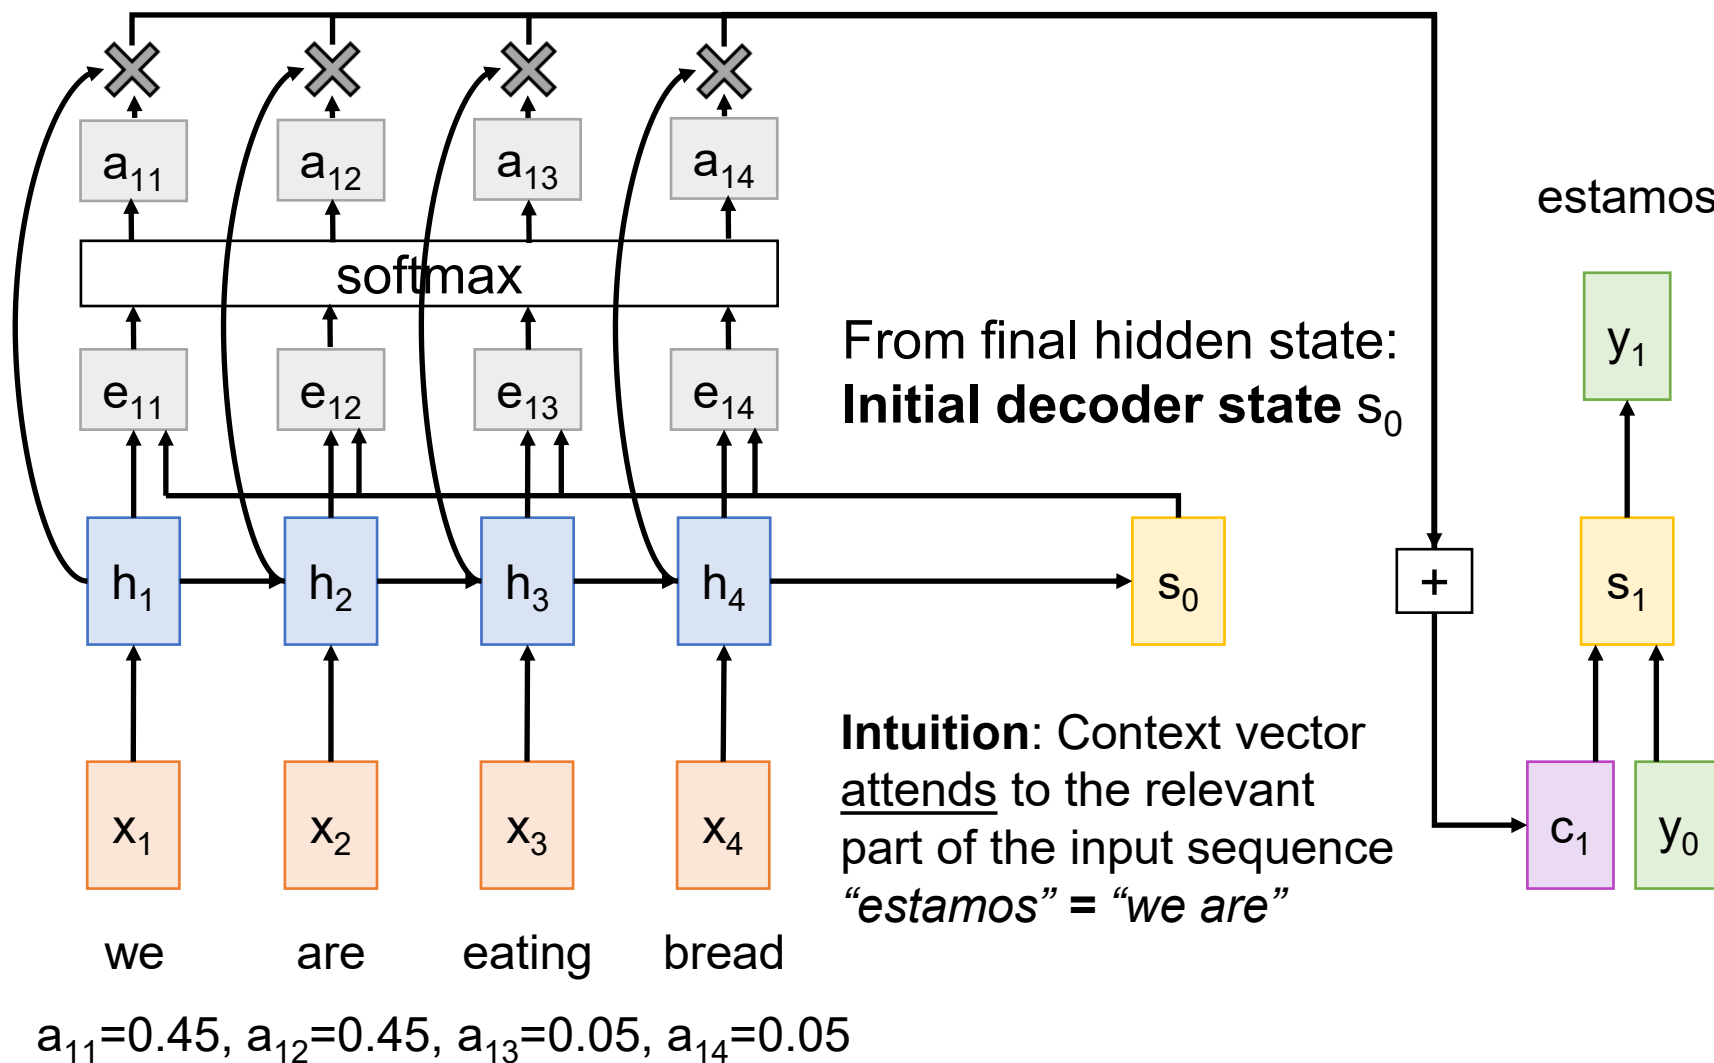 a₁₁ a₁₂ a₁₃ a₁₄
estamos
softmax
e₁₁ e₁₂ e₁₃ e₁₄
From final hidden state:
Initial decoder state s₀
y₁
h₁ h₂ h₃ h₄ s₀ + s₁
Intuition: Context vector
attends to the relevant
part of the input sequence
“estamos” = “we are”
x₁ x₂ x₃ x₄ c₁ y₀
we are eating bread
a₁₁=0.45, a₁₂=0.45, a₁₃=0.05, a₁₄=0.05